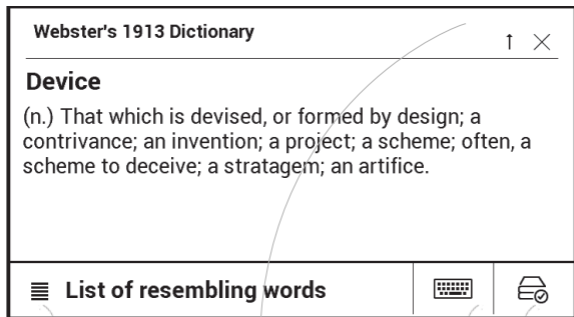 Webster's 1913 Dictionary
Device
(n.) That which is devised, or formed by design; a
contrivance; an invention; a project; a scheme; often, a
scheme to deceive; a stratagem; an artifice.
List of resembling words